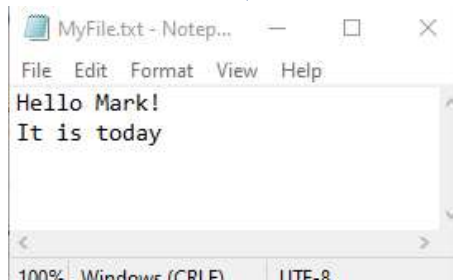 MyFile.txt - Notep...
File Edit Format View Help
Hello Mark!
It is today
100% Windows (CRLF) UTF-8